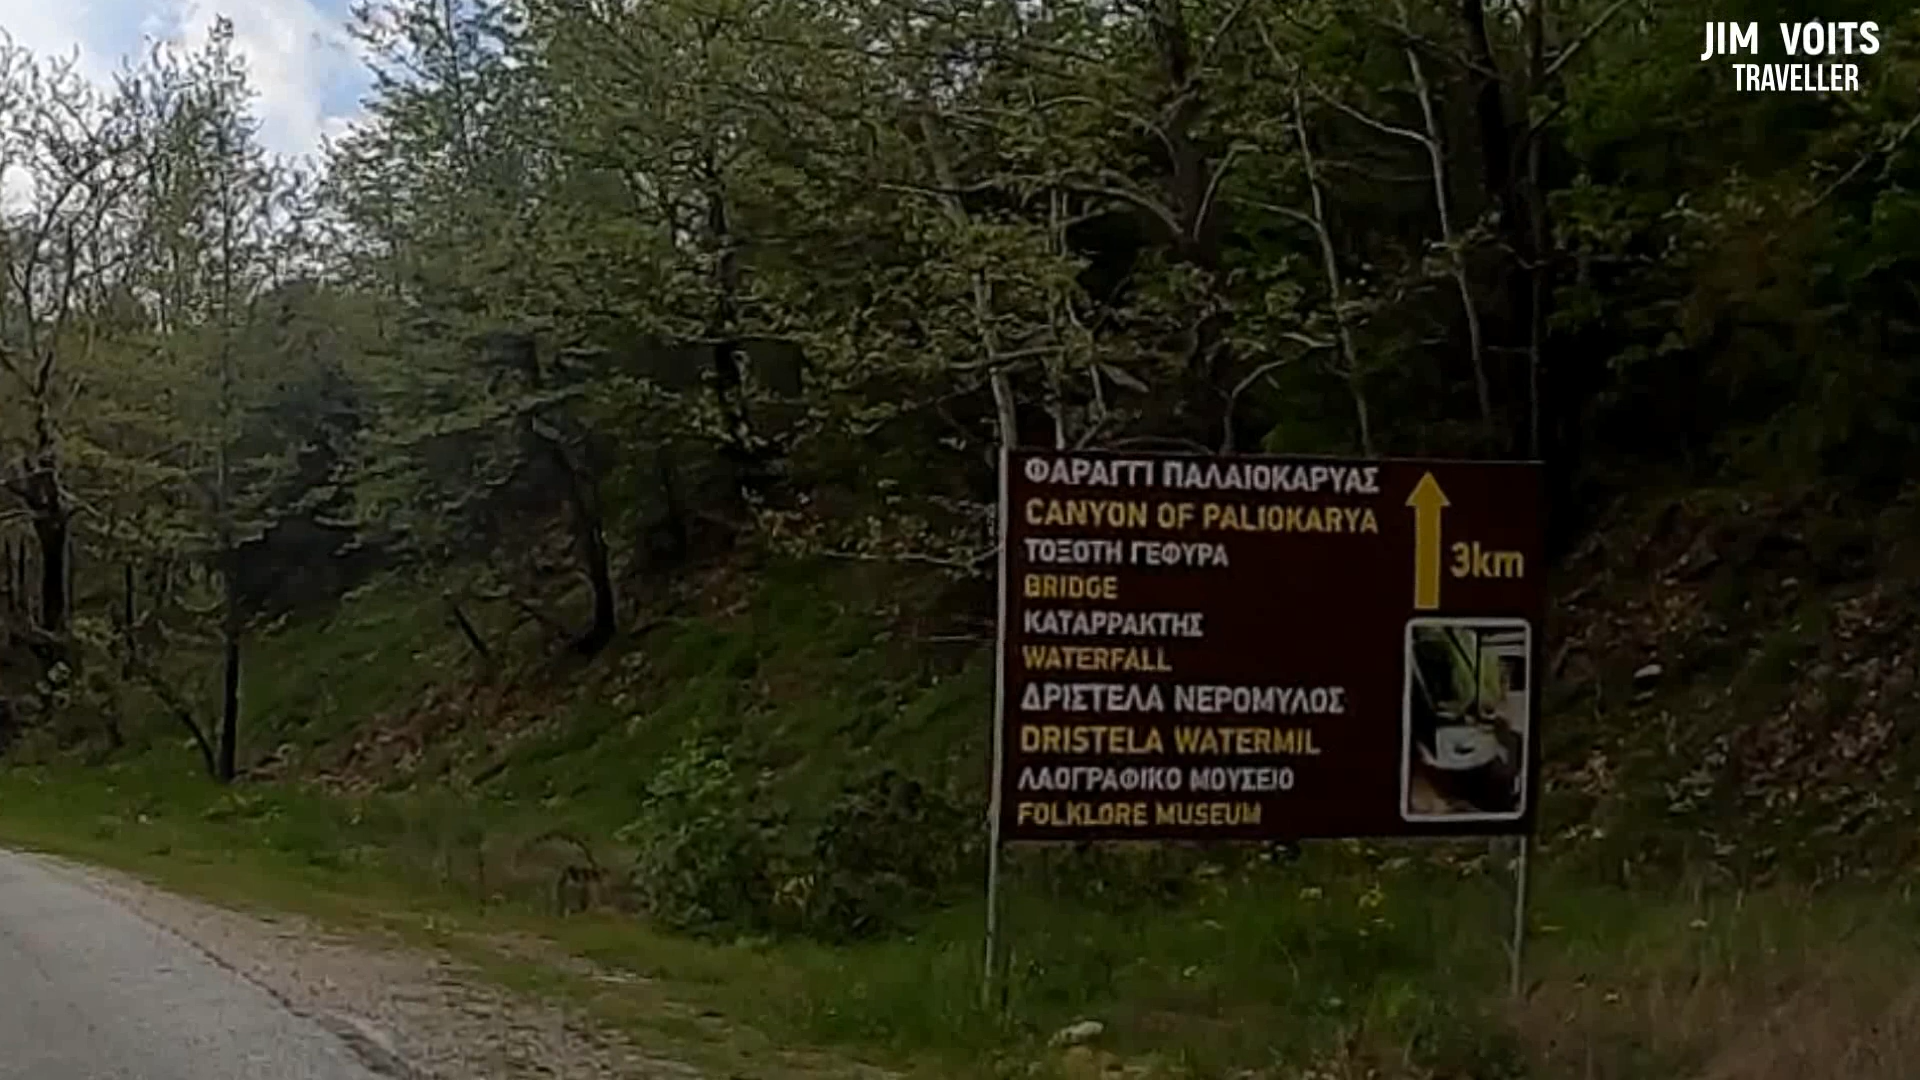 JIM VOITS
TRAVELLER
ΦΑΡΑΓΓΙ ΠΑΛΑΙΟΚΑΡΥΑΣ
CANYON OF PALIOKARYA
ΤΟΞΟΤΗ ΓΕΦΥΡΑ
BRIDGE
3km
ΚΑΤΑΡΡΑΚΤΗΣ
WATERFALL
ΔΡΙΣΤΕΛΑ ΝΕΡΟΜΥΛΟΣ
DRISTELA WATERMIL
ΛΑΟΓΡΑΦΙΚΟ ΜΟΥΣΕΙΟ
FOLKLORE MUSEUM